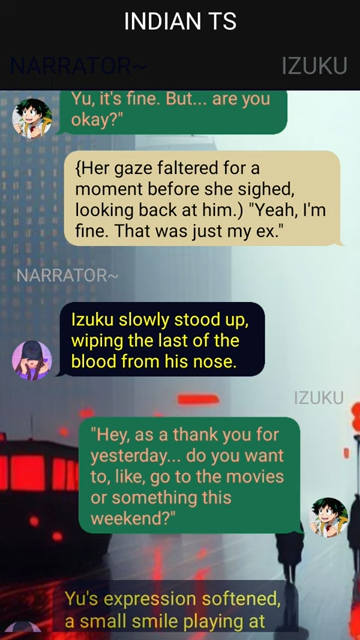 INDIAN TS
NARRATOR~
IZUKU
Yu, it's fine. But... are you
okay?"
{Her gaze faltered for a
moment before she sighed,
looking back at him.) "Yeah, I'm
fine. That was just my ex."
NARRATOR~
Izuku slowly stood up,
wiping the last of the
blood from his nose.
IZUKU
"Hey, as a thank you for
yesterday... do you want
to, like, go to the movies
or something this
weekend?"
Yu's expression softened,
a small smile playing at